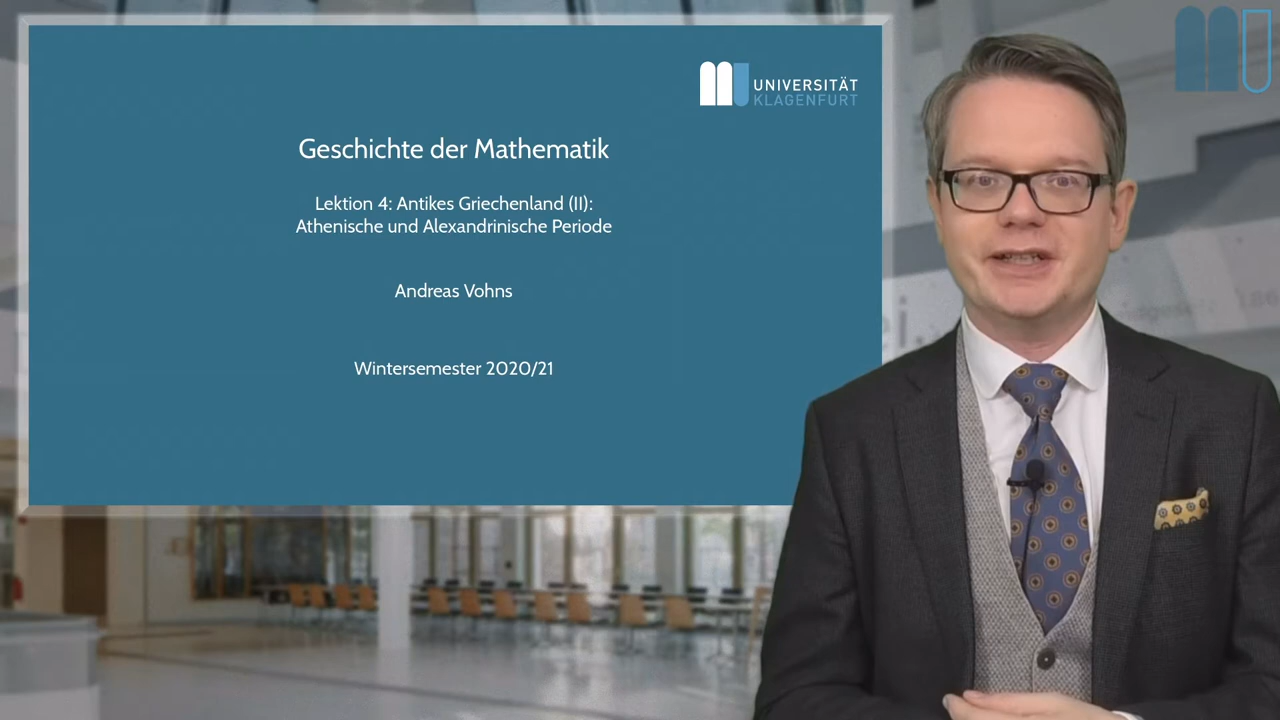 UNIVERSITÄT
KLAGENFURT
Geschichte der Mathematik
Lektion 4: Antikes Griechenland (II):
Athenische und Alexandrinische Periode
Andreas Vohns
Wintersemester 2020/21